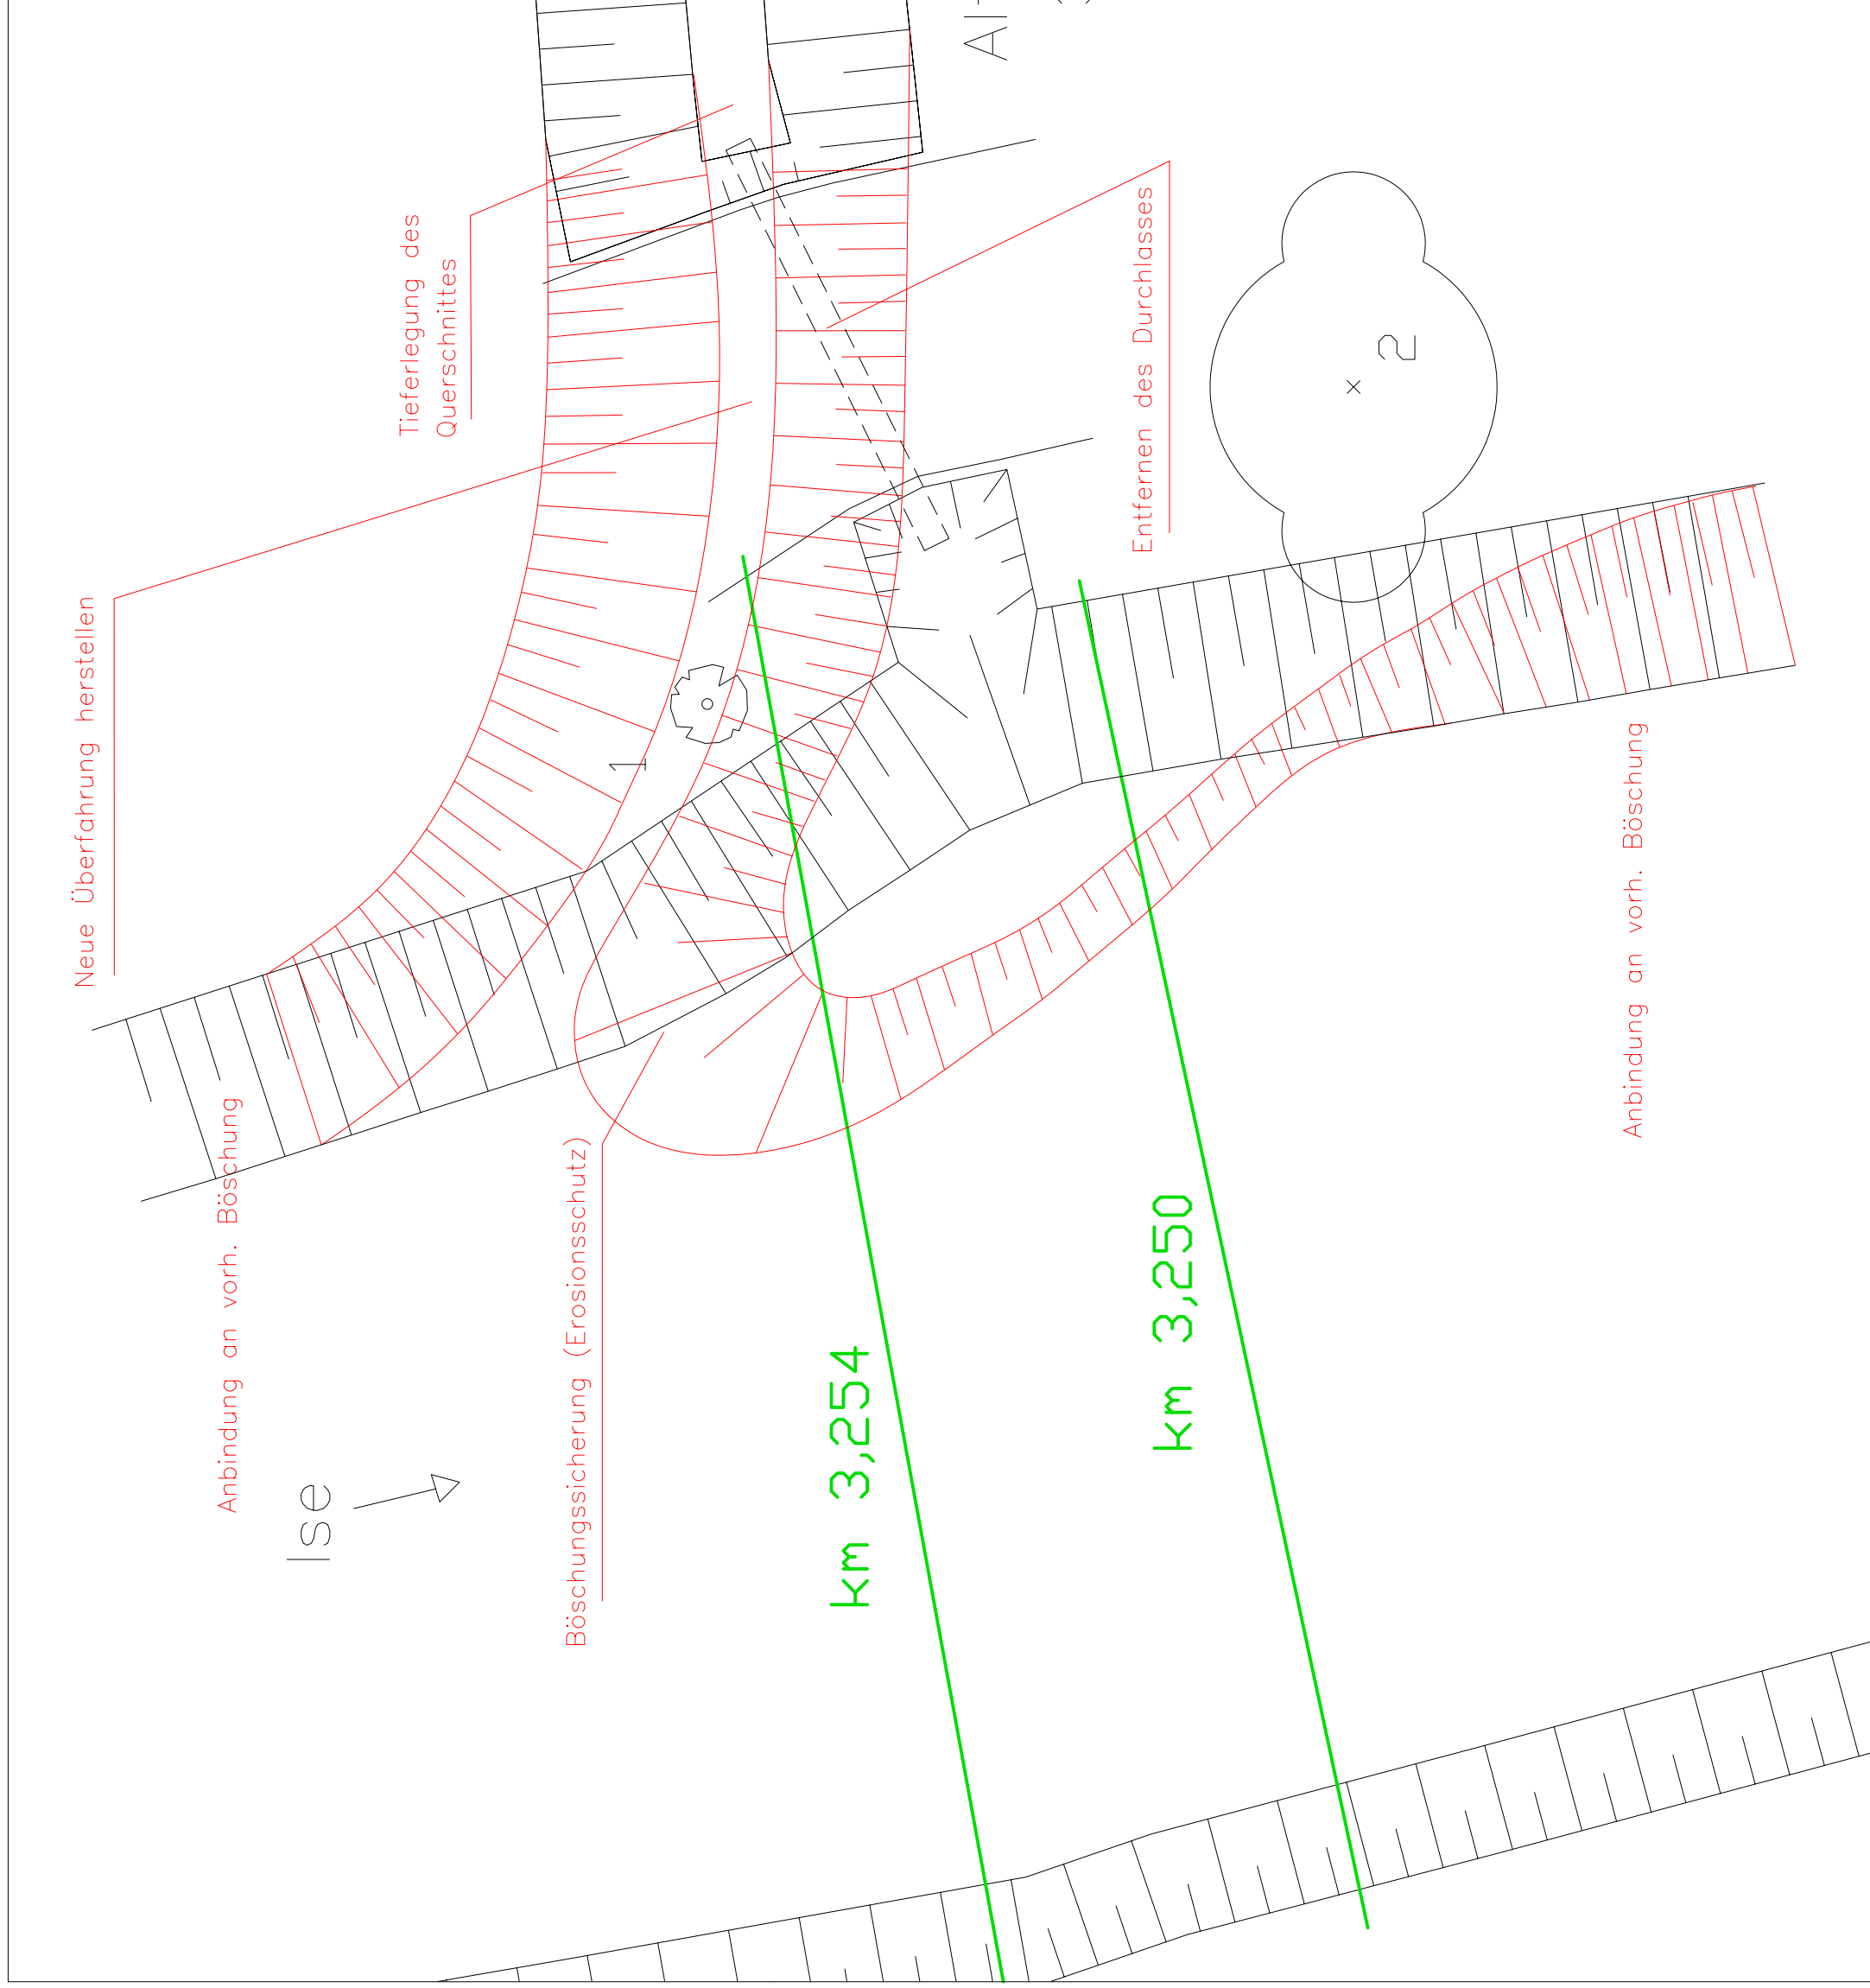 Neue Überfahrung herstellen
Anbindung an vorh. Böschung
Ise
Tieferlegung des
Querschnittes
Böschungssicherung (Erosionsschutz)
1
km 3,254
km 3,250
Entfernen des Durchlasses
2
Anbindung an vorh. Böschung